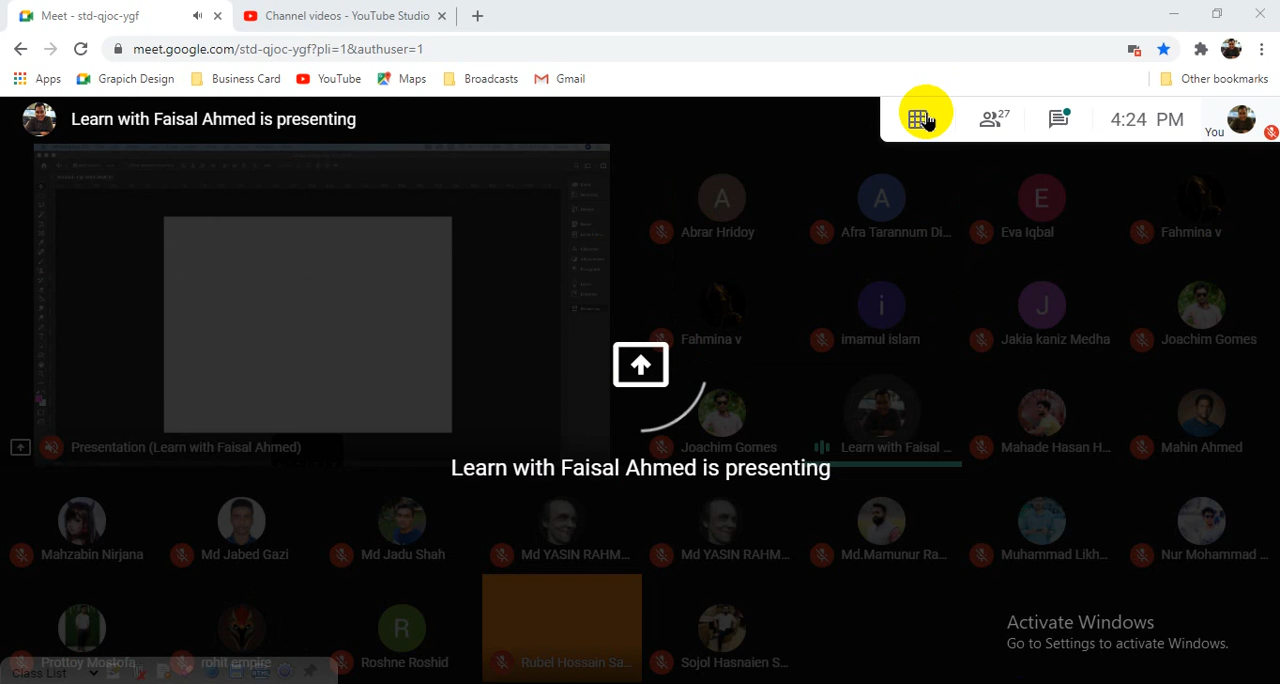 Meet - std-qjoc-ygf
Channel videos - YouTube Studio
meet.google.com/std-qjoc-ygf?pli=1&authuser=1
Apps
Grapich Design
Business Card
YouTube
Maps
Broadcasts
Gmail
Other bookmarks
Learn with Faisal Ahmed is presenting
27
4:24 PM
You
A
Abrar Hridoy
A
Afra Tarannum Di...
E
Eva Iqbal
Fahmina v
Fahmina v
i
imamul islam
J
Jakia kaniz Medha
Joachim Gomes
Presentation (Learn with Faisal Ahmed)
Joachim Gomes
Learn with Faisal ...
Mahade Hasan H...
Mahin Ahmed
Learn with Faisal Ahmed is presenting
Mahzabin Nirjana
Md Jabed Gazi
Md Jadu Shah
Md YASIN RAHM...
Md YASIN RAHM...
Md.Mamunur Ra...
Muhammad Likh...
Nur Mohammad ...
Prottoy Mostofa
rohit empire
R
Roshne Roshid
Rubel Hossain Sa...
Sojol Hasnaien S...
Activate Windows
Go to Settings to activate Windows.
Class List